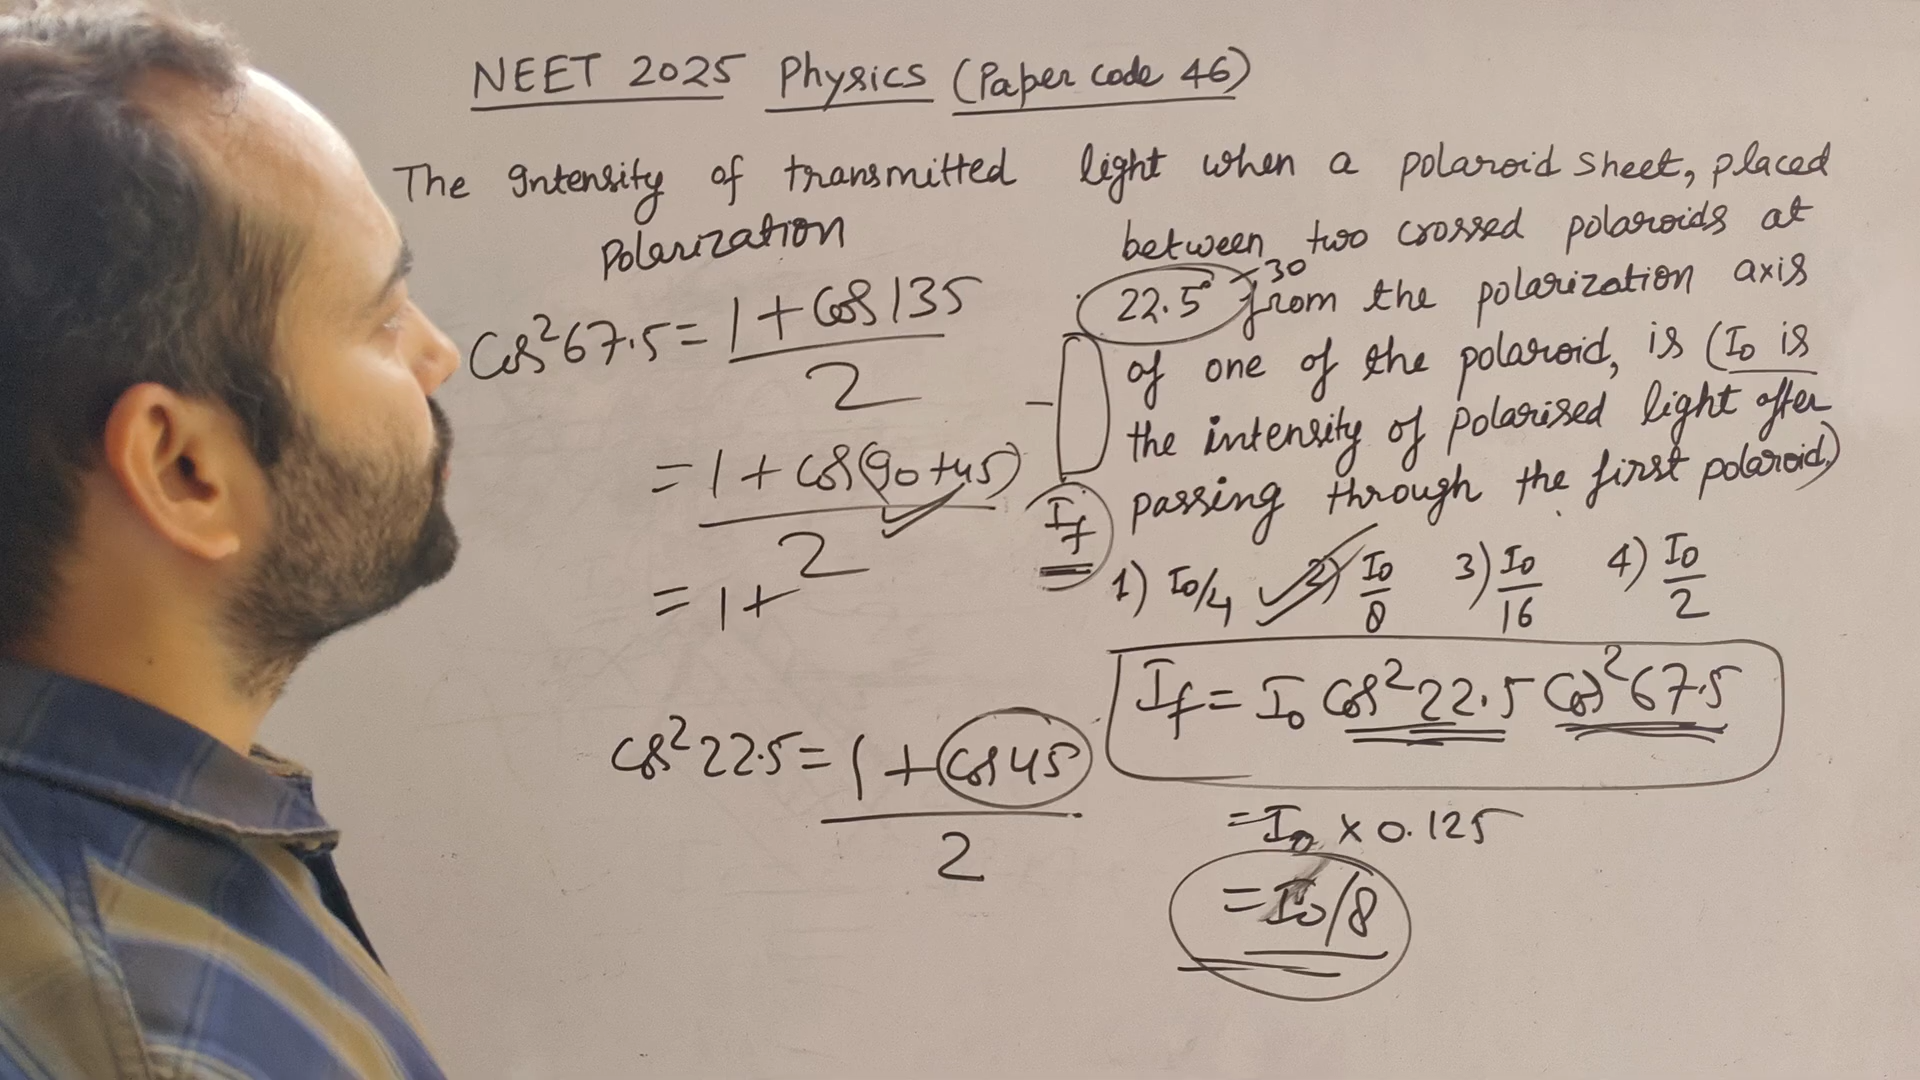 NEET 2025 Physics (Paper code 46)
The Intensity of transmitted light when a polaroid sheet, placed
between two crossed polaroids at
22.5° from the polarization axis
of one of the polaroid, is (I₀ is
the intensity of polarised light after
passing through the first polaroid)
1) I₀/4 2) I₀/8 3) I₀/16 4) I₀/2
Polarization
30
Cos²67.5 = 1 + Cos 135 / 2
= 1 + cos(90+45) / 2
= 1 +
I_f
cos²22.5 = 1 + cos 45 / 2
I_f = I₀ Cos²22.5 Cos²67.5
= I₀ × 0.125
= I₀/8